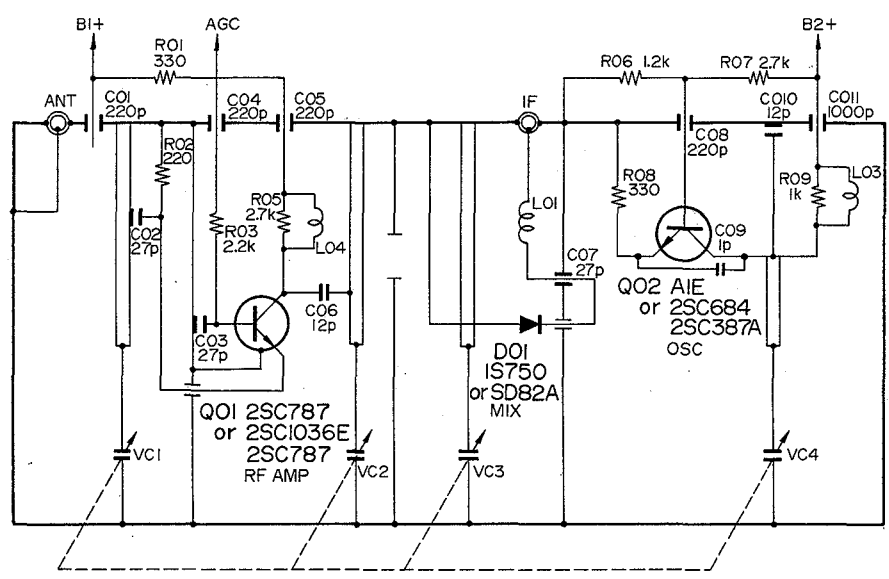 B1+
AGC
B2+
R01
330
R06 1.2k
R07 2.7k
ANT
C01
220p
C04
220p
C05
220p
IF
C010
12p
C011
1000p
C08
220p
R02
220
R05
2.7k
R08
330
R09
1k
L03
C02
27p
R03
2.2k
L04
L01
C09
1p
C07
27p
C06
12p
C03
27p
Q02 A1E
or 2SC684
2SC387A
OSC
D01
1S750
or SD82A
MIX
Q01 2SC787
or 2SC1036E
2SC787
RF AMP
VC1
VC2
VC3
VC4